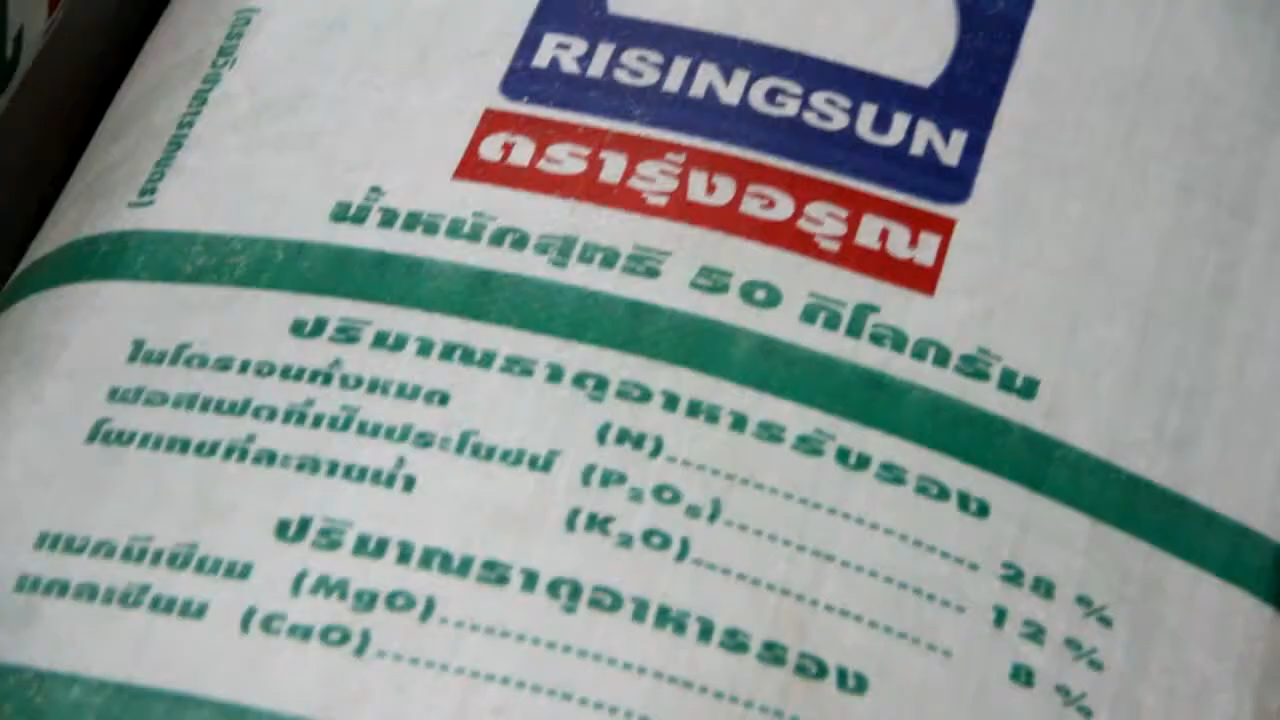 RISINGSUN
ตรารุ่งอรุณ
น้ำหนักสุทธิ 50 กิโลกรัม
ปริมาณธาตุอาหารรับรอง
ไนโตรเจนทั้งหมด (N) 28 %
ฟอสเฟตที่เป็นประโยชน์ (P₂O₅) 12 %
โพแทชที่ละลายน้ำ (K₂O) 8 %
ปริมาณธาตุอาหารรอง
แมกนีเซียม (MgO)
แคลเซียม (CaO)